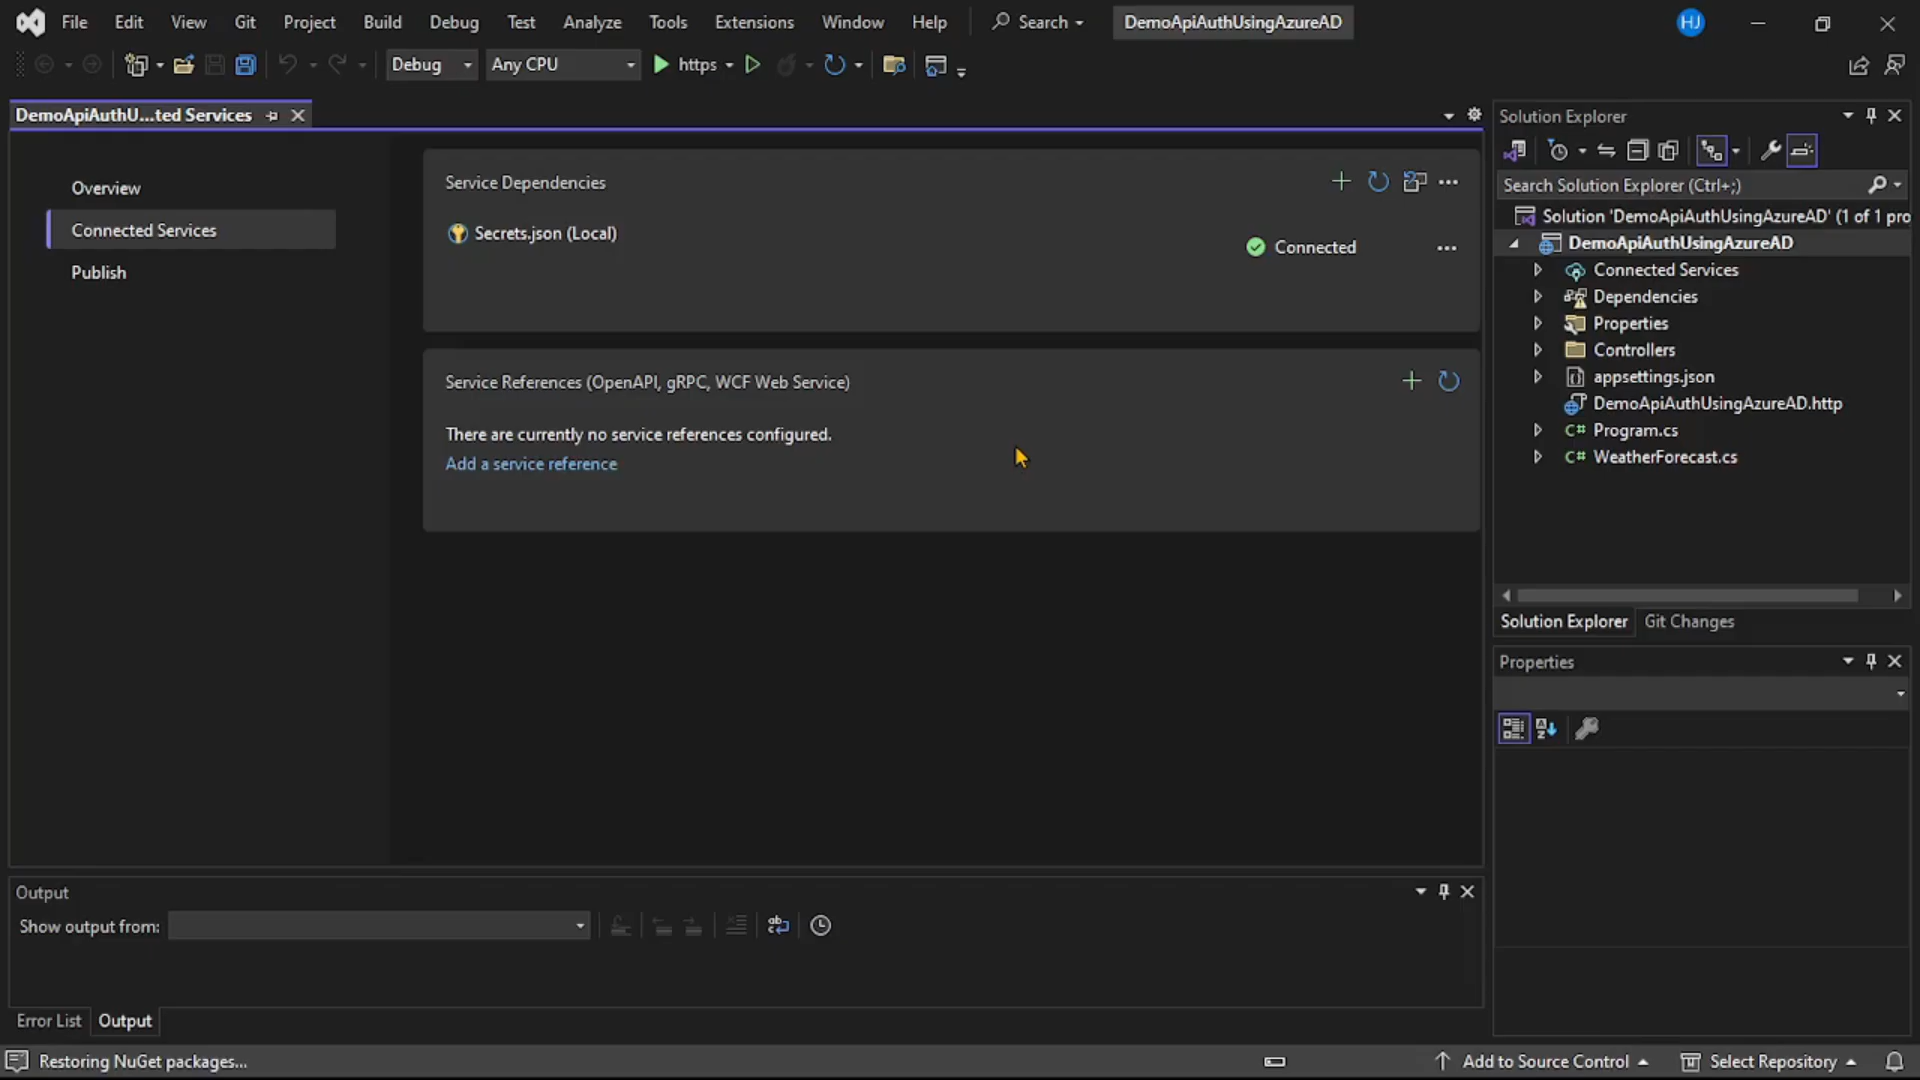 File Edit View Git Project Build Debug Test Analyze Tools Extensions Window Help Search DemoApiAuthUsingAzureAD HJ
Debug Any CPU https
DemoApiAuthU...ted Services
Overview
Connected Services
Publish
Service Dependencies
Secrets.json (Local)
Connected
Service References (OpenAPI, gRPC, WCF Web Service)
There are currently no service references configured.
Add a service reference
Solution Explorer
Search Solution Explorer (Ctrl+;)
Solution 'DemoApiAuthUsingAzureAD' (1 of 1 pro
DemoApiAuthUsingAzureAD
Connected Services
Dependencies
Properties
Controllers
appsettings.json
DemoApiAuthUsingAzureAD.http
C# Program.cs
C# WeatherForecast.cs
Solution Explorer Git Changes
Properties
Output
Show output from:
Error List Output
Restoring NuGet packages...
Add to Source Control Select Repository